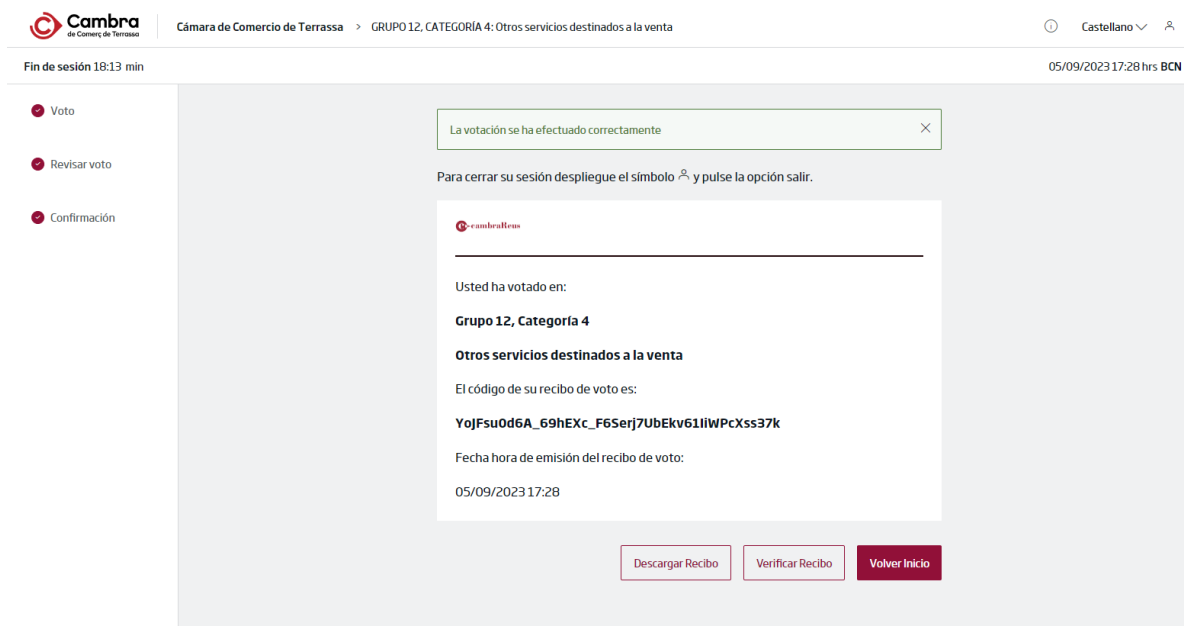 Cambra
de Comerç de Terrassa
Cámara de Comercio de Terrassa > GRUPO 12, CATEGORÍA 4: Otros servicios destinados a la venta
Castellano
Fin de sesión 18:13 min
05/09/2023 17:28 hrs BCN
Voto
Revisar voto
Confirmación
La votación se ha efectuado correctamente
Para cerrar su sesión despliegue el símbolo y pulse la opción salir.
cambraReus
Usted ha votado en:
Grupo 12, Categoría 4
Otros servicios destinados a la venta
El código de su recibo de voto es:
YoJFsu0d6A_69hEXc_F6Serj7UbEkv61IiWPcXss37k
Fecha hora de emisión del recibo de voto:
05/09/2023 17:28
Descargar Recibo
Verificar Recibo
Volver Inicio